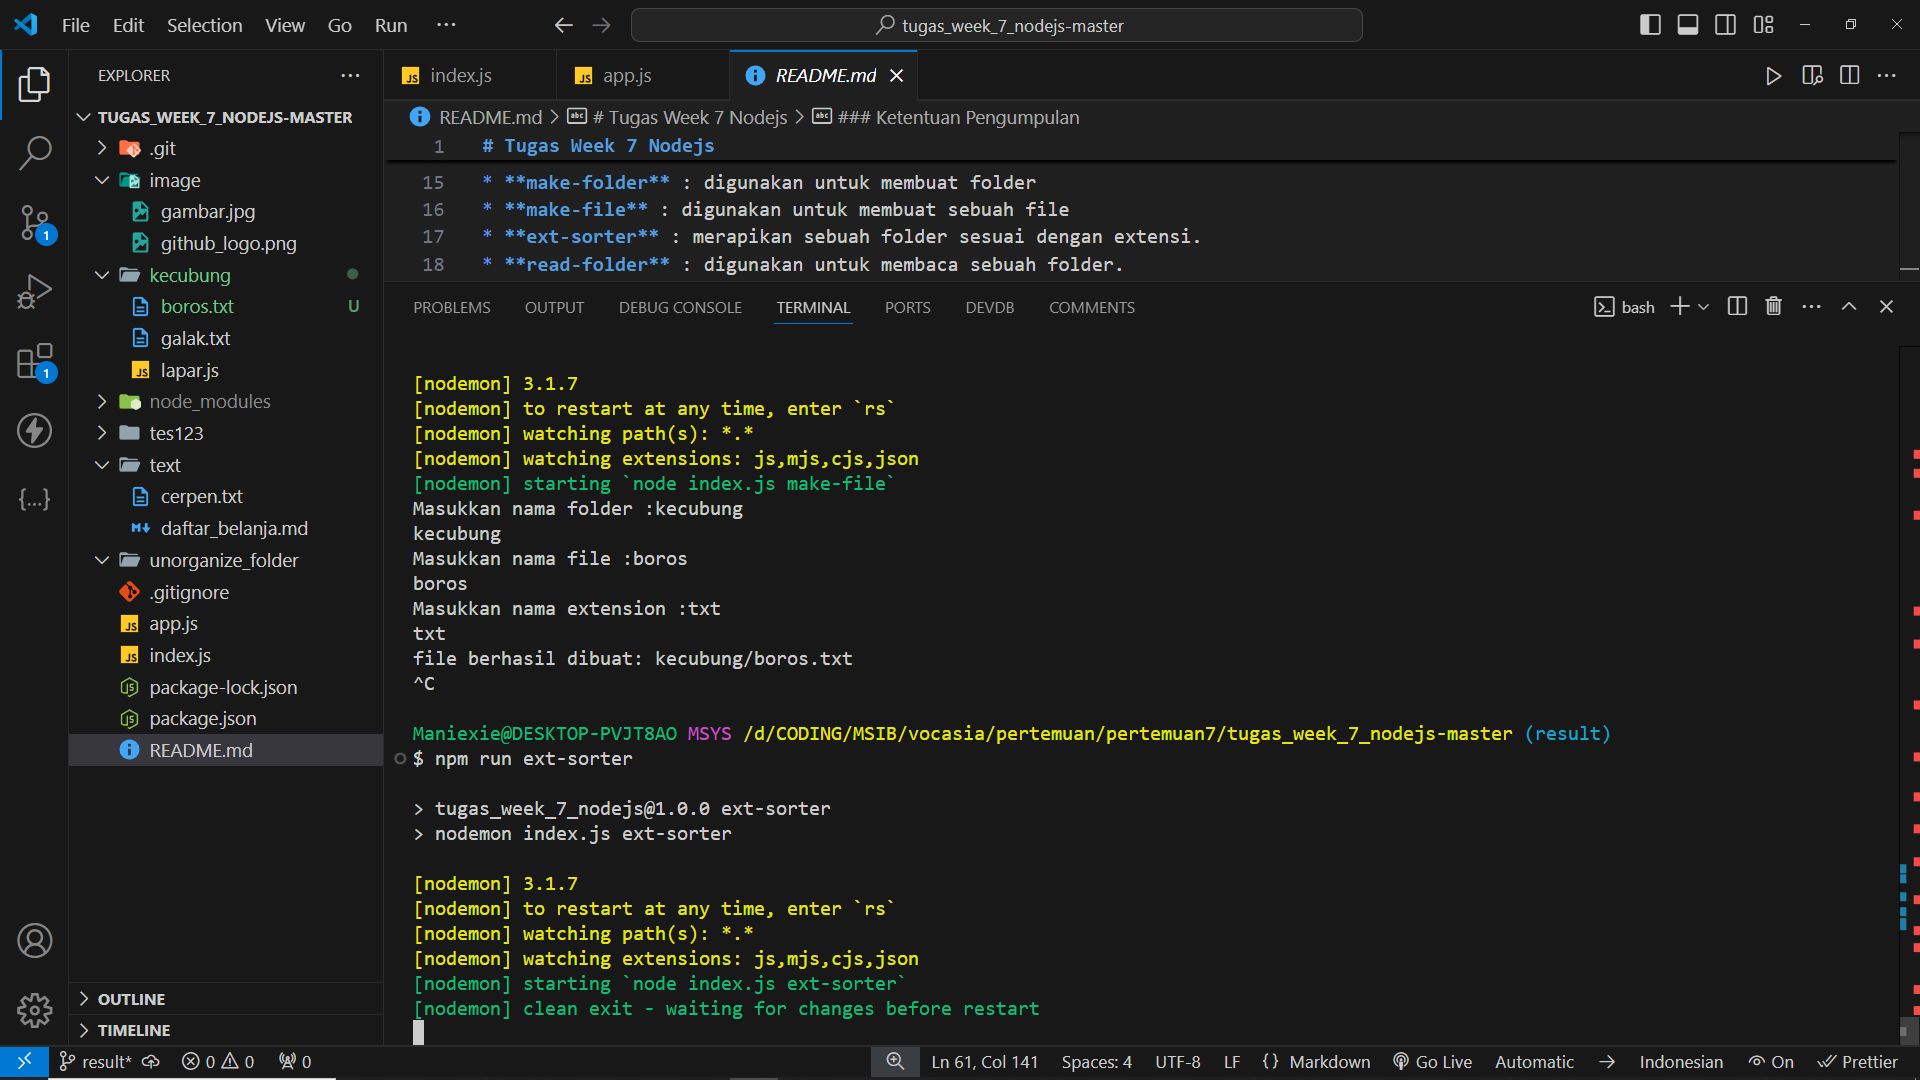 File Edit Selection View Go Run ··· tugas_week_7_nodejs-master
EXPLORER ···
TUGAS_WEEK_7_NODEJS-MASTER
.git
image
gambar.jpg
github_logo.png
kecubung
boros.txt U
galak.txt
lapar.js
node_modules
tes123
text
cerpen.txt
daftar_belanja.md
unorganize_folder
.gitignore
app.js
index.js
package-lock.json
package.json
README.md
OUTLINE
TIMELINE
1
1
index.js app.js README.md
README.md > # Tugas Week 7 Nodejs > ### Ketentuan Pengumpulan
1 # Tugas Week 7 Nodejs
15 * **make-folder** : digunakan untuk membuat folder
16 * **make-file** : digunakan untuk membuat sebuah file
17 * **ext-sorter** : merapikan sebuah folder sesuai dengan extensi.
18 * **read-folder** : digunakan untuk membaca sebuah folder.
PROBLEMS OUTPUT DEBUG CONSOLE TERMINAL PORTS DEVDB COMMENTS bash
[nodemon] 3.1.7
[nodemon] to restart at any time, enter `rs`
[nodemon] watching path(s): *.*
[nodemon] watching extensions: js,mjs,cjs,json
[nodemon] starting `node index.js make-file`
Masukkan nama folder :kecubung
kecubung
Masukkan nama file :boros
boros
Masukkan nama extension :txt
txt
file berhasil dibuat: kecubung/boros.txt
^C
Maniexie@DESKTOP-PVJT8AO MSYS /d/CODING/MSIB/vocasia/pertemuan/pertemuan7/tugas_week_7_nodejs-master (result)
$ npm run ext-sorter
> tugas_week_7_nodejs@1.0.0 ext-sorter
> nodemon index.js ext-sorter
[nodemon] 3.1.7
[nodemon] to restart at any time, enter `rs`
[nodemon] watching path(s): *.*
[nodemon] watching extensions: js,mjs,cjs,json
[nodemon] starting `node index.js ext-sorter`
[nodemon] clean exit - waiting for changes before restart
result* 0 0 0 Ln 61, Col 141 Spaces: 4 UTF-8 LF {} Markdown Go Live Automatic Indonesian On Prettier